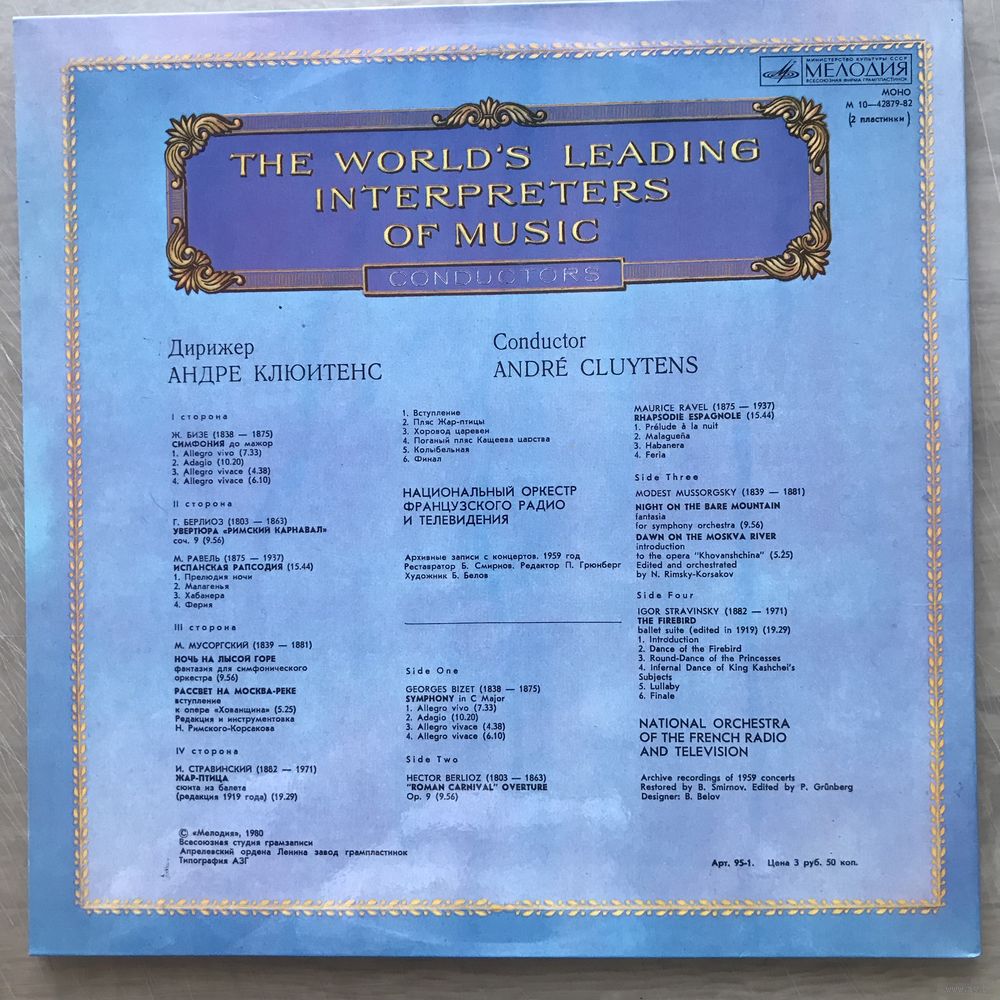 МИНИСТЕРСТВО КУЛЬТУРЫ СССР
МЕЛОДИЯ
ВСЕСОЮЗНАЯ ФИРМА ГРАМПЛАСТИНОК
МОНО
М 10—42879-82
(2 пластинки)
THE WORLD'S LEADING
INTERPRETERS
OF MUSIC
CONDUCTORS
Дирижер
АНДРЕ КЛЮИТЕНС
Conductor
ANDRÉ CLUYTENS
I сторона
Ж. БИЗЕ (1838 — 1875)
СИМФОНИЯ до мажор
1. Allegro vivo (7.33)
2. Adagio (10.20)
3. Allegro vivace (4.38)
4. Allegro vivace (6.10)
II сторона
Г. БЕРЛИОЗ (1803 — 1863)
УВЕРТЮРА «РИМСКИЙ КАРНАВАЛ»
соч. 9 (9.56)
М. РАВЕЛЬ (1875 — 1937)
ИСПАНСКАЯ РАПСОДИЯ (15.44)
1. Прелюдия ночи
2. Малагенья
3. Хабанера
4. Ферия
III сторона
М. МУСОРГСКИЙ (1839 — 1881)
НОЧЬ НА ЛЫСОЙ ГОРЕ
фантазия для симфонического
оркестра (9.56)
РАССВЕТ НА МОСКВА-РЕКЕ
вступление
к опере «Хованщина» (5.25)
Редакция и инструментовка
Н. Римского-Корсакова
IV сторона
И. СТРАВИНСКИЙ (1882 — 1971)
ЖАР-ПТИЦА
сюита из балета
(редакция 1919 года) (19.29)
1. Вступление
2. Пляс Жар-птицы
3. Хоровод царевен
4. Поганый пляс Кащеева царства
5. Колыбельная
6. Финал
НАЦИОНАЛЬНЫЙ ОРКЕСТР
ФРАНЦУЗСКОГО РАДИО
И ТЕЛЕВИДЕНИЯ
Архивные записи с концертов. 1959 год
Реставратор Б. Смирнов. Редактор П. Грюнберг
Художник Б. Белов
Side One
GEORGES BIZET (1838 — 1875)
SYMPHONY in C Major
1. Allegro vivo (7.33)
2. Adagio (10.20)
3. Allegro vivace (4.38)
4. Allegro vivace (6.10)
Side Two
HECTOR BERLIOZ (1803 — 1863)
"ROMAN CARNIVAL" OVERTURE
Op. 9 (9.56)
MAURICE RAVEL (1875 — 1937)
RHAPSODIE ESPAGNOLE (15.44)
1. Prélude à la nuit
2. Malagueña
3. Habanera
4. Feria
Side Three
MODEST MUSSORGSKY (1839 — 1881)
NIGHT ON THE BARE MOUNTAIN
fantasia
for symphony orchestra (9.56)
DAWN ON THE MOSKVA RIVER
introduction
to the opera "Khovanshchina" (5.25)
Edited and orchestrated
by N. Rimsky-Korsakov
Side Four
IGOR STRAVINSKY (1882 — 1971)
THE FIREBIRD
ballet suite (edited in 1919) (19.29)
1. Introduction
2. Dance of the Firebird
3. Round-Dance of the Princesses
4. Infernal Dance of King Kashchei's
Subjects
5. Lullaby
6. Finale
NATIONAL ORCHESTRA
OF THE FRENCH RADIO
AND TELEVISION
Archive recordings of 1959 concerts
Restored by B. Smirnov. Edited by P. Grünberg
Designer: B. Belov
© «Мелодия», 1980
Всесоюзная студия грамзаписи
Апрелевский ордена Ленина завод грампластинок
Типография АЗГ
Арт. 95-1. Цена 3 руб. 50 коп.